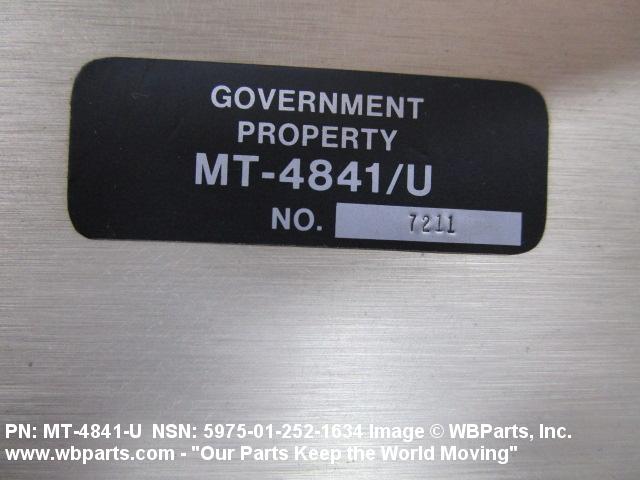 GOVERNMENT
PROPERTY
MT-4841/U
NO. 7211
PN: MT-4841-U NSN: 5975-01-252-1634 Image © WBParts, Inc.
www.wbparts.com - "Our Parts Keep the World Moving"